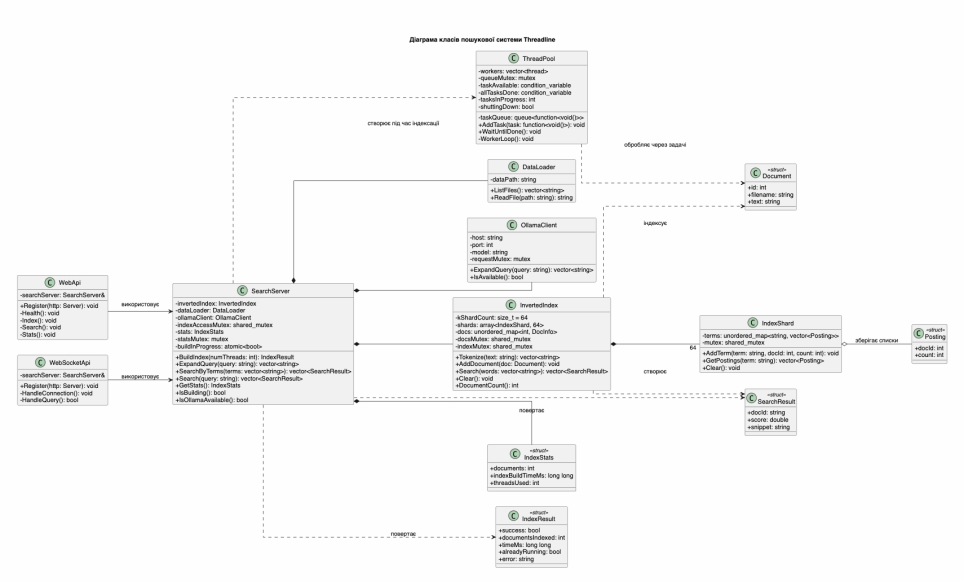 Діаграма класів пошукової системи Threadline
C ThreadPool
-workers: vector<thread>
-queueMutex: mutex
-taskAvailable: condition_variable
-allTasksDone: condition_variable
-tasksInProgress: int
-shuttingDown: bool
-taskQueue: queue<function<void()>>
+AddTask(task: function<void()>): void
+WaitUntilDone(): void
-WorkerLoop(): void
створює під час індексації
обробляє через задачі
C DataLoader
-dataPath: string
+ListFiles(): vector<string>
+ReadFile(path: string): string
C «struct»
Document
+id: int
+filename: string
+text: string
індексує
C OllamaClient
-host: string
-port: int
-model: string
-requestMutex: mutex
+ExpandQuery(query: string): vector<string>
+IsAvailable(): bool
C WebApi
-searchServer: SearchServer&
+Register(http: Server): void
-Health(): void
-Index(): void
-Search(): void
-Stats(): void
використовує
C WebSocketApi
-searchServer: SearchServer&
+Register(http: Server): void
-HandleConnection(): void
-HandleQuery(): bool
використовує
C SearchServer
-invertedIndex: InvertedIndex
-dataLoader: DataLoader
-ollamaClient: OllamaClient
-indexAccessMutex: shared_mutex
-stats: IndexStats
-statsMutex: mutex
-buildInProgress: atomic<bool>
+BuildIndex(numThreads: int): IndexResult
+ExpandQuery(query: string): vector<string>
+SearchByTerms(terms: vector<string>): vector<SearchResult>
+Search(query: string): vector<SearchResult>
+GetStats(): IndexStats
+IsBuilding(): bool
+IsOllamaAvailable(): bool
C InvertedIndex
-kShardCount: size_t = 64
-shards: array<IndexShard, 64>
-docs: unordered_map<int, DocInfo>
-docsMutex: shared_mutex
-indexMutex: shared_mutex
+Tokenize(text: string): vector<string>
+AddDocument(doc: Document): void
+Search(words: vector<string>): vector<SearchResult>
+Clear(): void
+DocumentCount(): int
64
C IndexShard
-terms: unordered_map<string, vector<Posting>>
-mutex: shared_mutex
+AddTerm(term: string, docId: int, count: int): void
+GetPostings(term: string): vector<Posting>
+Clear(): void
зберігає списки
C «struct»
Posting
+docId: int
+count: int
створює
C «struct»
SearchResult
+docId: string
+score: double
+snippet: string
повертає
C «struct»
IndexStats
+documents: int
+indexBuildTimeMs: long long
+threadsUsed: int
повертає
C «struct»
IndexResult
+success: bool
+documentsIndexed: int
+timeMs: long long
+alreadyRunning: bool
+error: string